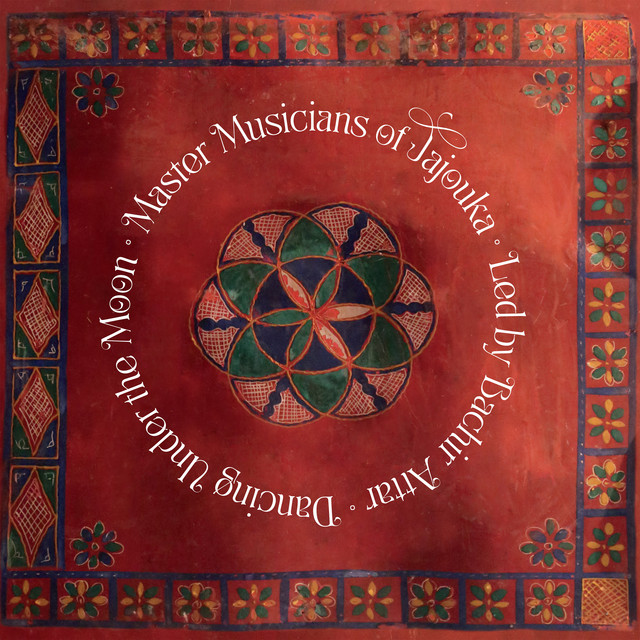 Master Musicians of Jajouka • Led by Bachir Attar • Dancing Under the Moon •